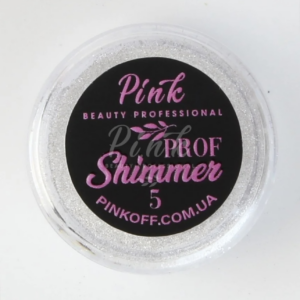 Pink
BEAUTY PROFESSIONAL
Pink PROF
Shimmer
5
PINKOFF.COM.UA